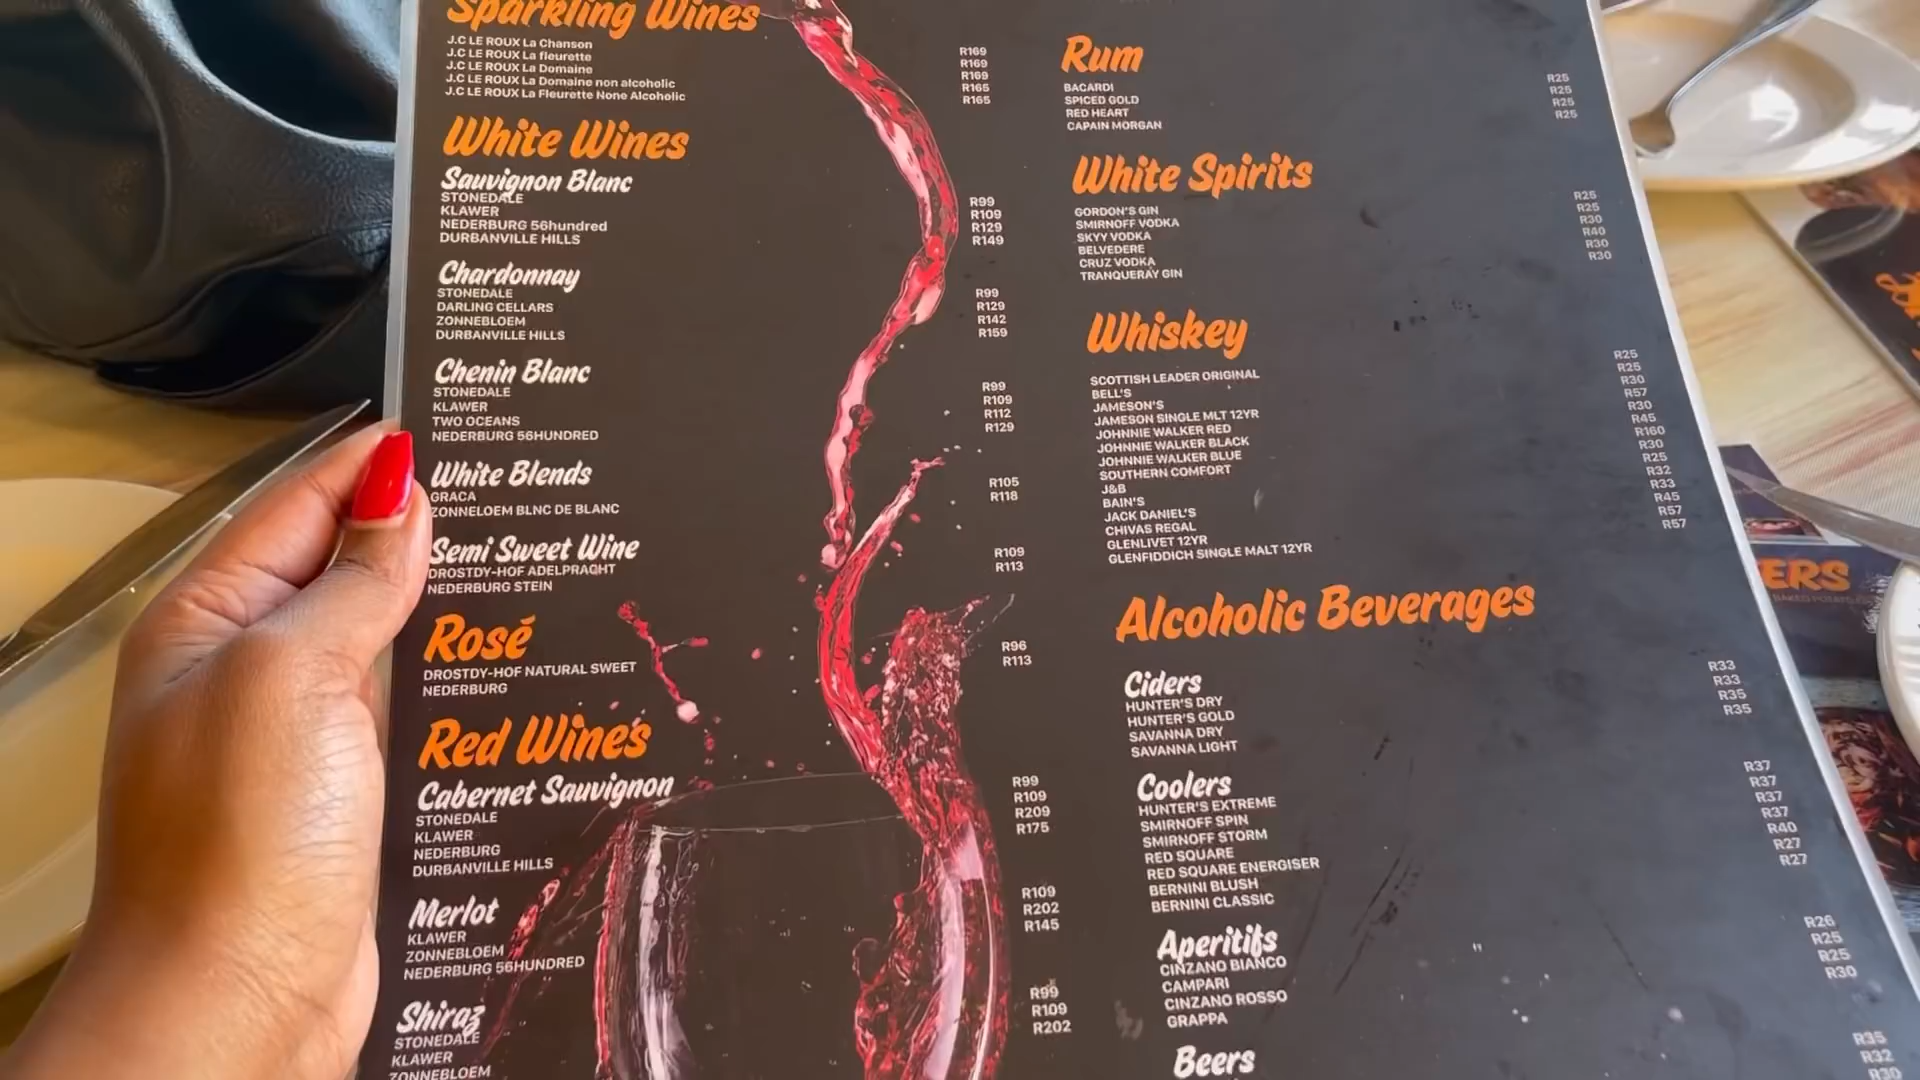 Sparkling Wines
J.C LE ROUX La Chanson R169
J.C LE ROUX La fleurette R169
J.C LE ROUX La Domaine R169
J.C LE ROUX La Domaine non alcoholic R165
J.C LE ROUX La Fleurette None Alcoholic R165
White Wines
Sauvignon Blanc
STONEDALE R99
KLAWER R109
NEDERBURG 56hundred R129
DURBANVILLE HILLS R149
Chardonnay
STONEDALE R99
DARLING CELLARS R129
ZONNEBLOEM R142
DURBANVILLE HILLS R159
Chenin Blanc
STONEDALE R99
KLAWER R109
TWO OCEANS R112
NEDERBURG 56HUNDRED R129
White Blends
GRACA R105
ZONNELOEM BLNC DE BLANC R118
Semi Sweet Wine
DROSTDY-HOF ADELPRACHT R109
NEDERBURG STEIN R113
Rosé
DROSTDY-HOF NATURAL SWEET R96
NEDERBURG R113
Red Wines
Cabernet Sauvignon
STONEDALE R99
KLAWER R109
NEDERBURG R209
DURBANVILLE HILLS R175
Merlot
KLAWER R109
ZONNEBLOEM R202
NEDERBURG 56HUNDRED R145
Shiraz
STONEDALE R99
KLAWER R109
ZONNEBLOEM R202
Rum
BACARDI R25
SPICED GOLD R25
RED HEART R25
CAPAIN MORGAN R25
White Spirits
GORDON'S GIN R25
SMIRNOFF VODKA R25
SKYY VODKA R30
BELVEDERE R40
CRUZ VODKA R30
TRANQUERAY GIN R30
Whiskey
SCOTTISH LEADER ORIGINAL R25
BELL'S R25
JAMESON'S R30
JAMESON SINGLE MLT 12YR R57
JOHNNIE WALKER RED R30
JOHNNIE WALKER BLACK R45
JOHNNIE WALKER BLUE R160
SOUTHERN COMFORT R30
J&B R25
BAIN'S R32
JACK DANIEL'S R33
CHIVAS REGAL R45
GLENLIVET 12YR R57
GLENFIDDICH SINGLE MALT 12YR R57
Alcoholic Beverages
Ciders
HUNTER'S DRY R33
HUNTER'S GOLD R33
SAVANNA DRY R35
SAVANNA LIGHT R35
Coolers
HUNTER'S EXTREME R37
SMIRNOFF SPIN R37
SMIRNOFF STORM R37
RED SQUARE R37
RED SQUARE ENERGISER R40
BERNINI BLUSH R27
BERNINI CLASSIC R27
Aperitifs
CINZANO BIANCO R26
CAMPARI R25
CINZANO ROSSO R25
GRAPPA R30
Beers
R35
R32
R30
ERS
BAKED POTATO